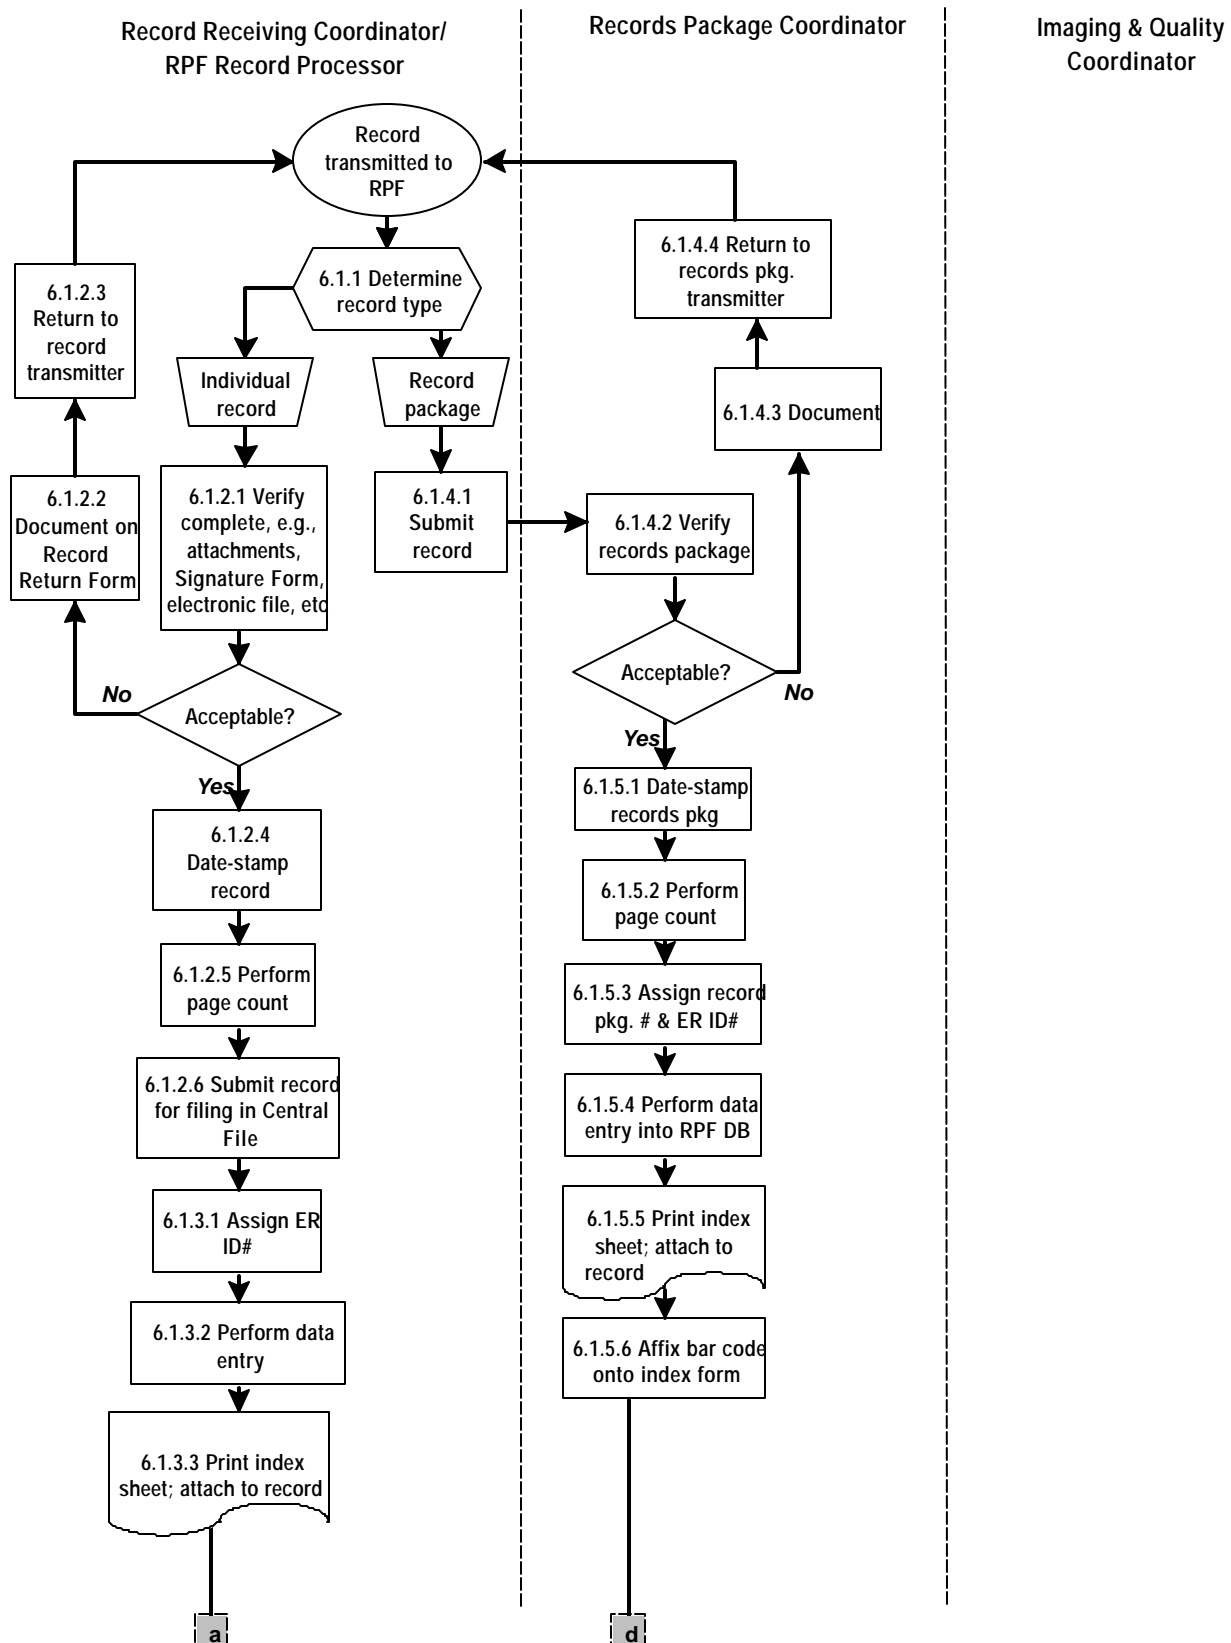 Record Receiving Coordinator/
RPF Record Processor
Records Package Coordinator
Imaging & Quality
Coordinator
Record
transmitted to
RPF
6.1.1 Determine
record type
Individual
record
Record
package
6.1.2.3
Return to
record
transmitter
6.1.2.2
Document on
Record
Return Form
6.1.2.1 Verify
complete, e.g.,
attachments,
Signature Form,
electronic file, etc
6.1.4.1
Submit
record
Acceptable?
No
Yes
6.1.2.4
Date-stamp
record
6.1.2.5 Perform
page count
6.1.2.6 Submit record
for filing in Central
File
6.1.3.1 Assign ER
ID#
6.1.3.2 Perform data
entry
6.1.3.3 Print index
sheet; attach to record
a
6.1.4.4 Return to
records pkg.
transmitter
6.1.4.3 Document
6.1.4.2 Verify
records package
Acceptable?
No
Yes
6.1.5.1 Date-stamp
records pkg
6.1.5.2 Perform
page count
6.1.5.3 Assign record
pkg. # & ER ID#
6.1.5.4 Perform data
entry into RPF DB
6.1.5.5 Print index
sheet; attach to
record
6.1.5.6 Affix bar code
onto index form
d